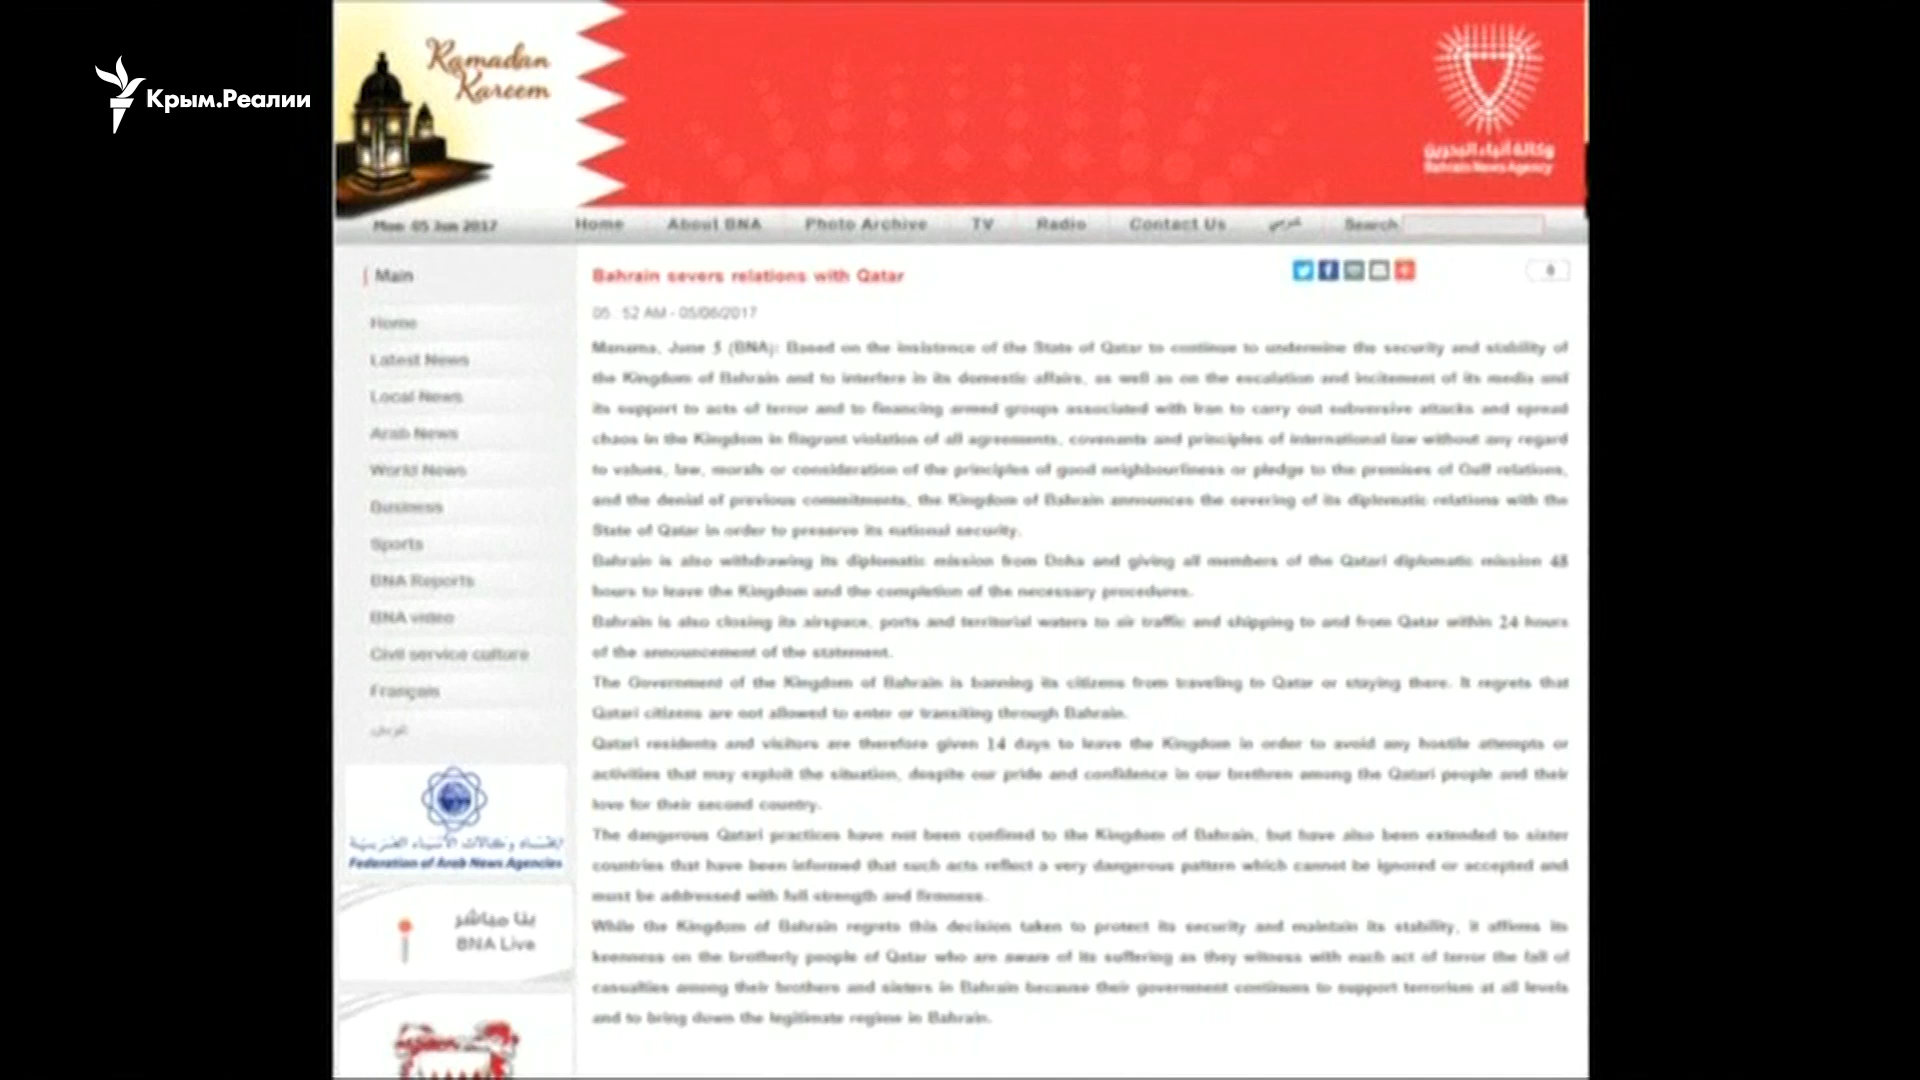 Крым.Реалии
Ramadan
Kareem
وكالة أنباء البحرين
Bahrain News Agency
Mon 05 Jun 2017
Home
About BNA
Photo Archive
TV
Radio
Contact Us
عربي
Search
Main
Home
Latest News
Local News
Arab News
World News
Business
Sports
BNA Reports
BNA video
Civil service culture
Français
عربي
Federation of Arab News Agencies
بنا مباشر
BNA Live
Bahrain severs relations with Qatar
0
05 : 52 AM - 05/06/2017
Manama, June 5 (BNA): Based on the insistence of the State of Qatar to continue to undermine the security and stability of
the Kingdom of Bahrain and to interfere in its domestic affairs, as well as on the escalation and incitement of its media and
its support to acts of terror and to financing armed groups associated with Iran to carry out subversive attacks and spread
chaos in the Kingdom in flagrant violation of all agreements, covenants and principles of international law without any regard
to values, law, morals or consideration of the principles of good neighbourliness or pledge to the premises of Gulf relations,
and the denial of previous commitments, the Kingdom of Bahrain announces the severing of its diplomatic relations with the
State of Qatar in order to preserve its national security.
Bahrain is also withdrawing its diplomatic mission from Doha and giving all members of the Qatari diplomatic mission 48
hours to leave the Kingdom and the completion of the necessary procedures.
Bahrain is also closing its airspace, ports and territorial waters to air traffic and shipping to and from Qatar within 24 hours
of the announcement of the statement.
The Government of the Kingdom of Bahrain is banning its citizens from traveling to Qatar or staying there. It regrets that
Qatari citizens are not allowed to enter or transiting through Bahrain.
Qatari residents and visitors are therefore given 14 days to leave the Kingdom in order to avoid any hostile attempts or
activities that may exploit the situation, despite our pride and confidence in our brethren among the Qatari people and their
love for their second country.
The dangerous Qatari practices have not been confined to the Kingdom of Bahrain, but have also been extended to sister
countries that have been informed that such acts reflect a very dangerous pattern which cannot be ignored or accepted and
must be addressed with full strength and firmness.
While the Kingdom of Bahrain regrets this decision taken to protect its security and maintain its stability, it affirms its
keenness on the brotherly people of Qatar who are aware of its suffering as they witness with each act of terror the fall of
casualties among their brothers and sisters in Bahrain because their government continues to support terrorism at all levels
and to bring down the legitimate regime in Bahrain.